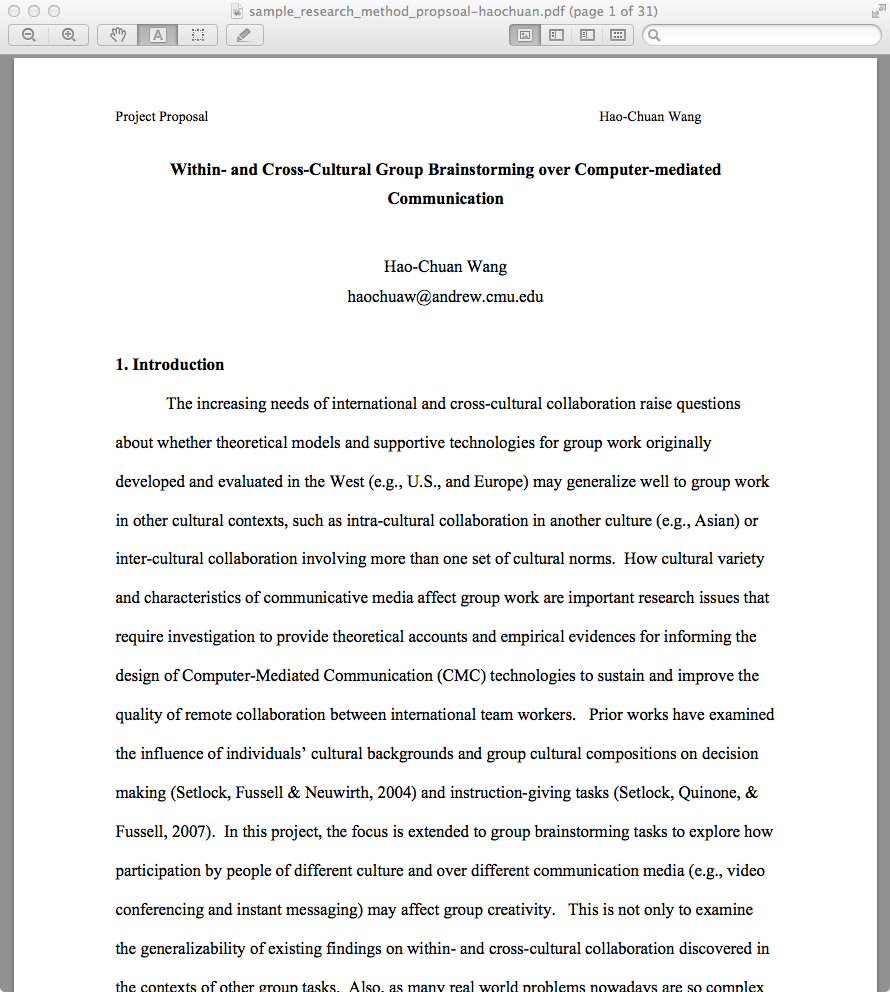 sample_research_method_propsoal-haochuan.pdf (page 1 of 31)
A
Project Proposal Hao-Chuan Wang
Within- and Cross-Cultural Group Brainstorming over Computer-mediated
Communication
Hao-Chuan Wang
haochuaw@andrew.cmu.edu
1. Introduction
The increasing needs of international and cross-cultural collaboration raise questions
about whether theoretical models and supportive technologies for group work originally
developed and evaluated in the West (e.g., U.S., and Europe) may generalize well to group work
in other cultural contexts, such as intra-cultural collaboration in another culture (e.g., Asian) or
inter-cultural collaboration involving more than one set of cultural norms.  How cultural variety
and characteristics of communicative media affect group work are important research issues that
require investigation to provide theoretical accounts and empirical evidences for informing the
design of Computer-Mediated Communication (CMC) technologies to sustain and improve the
quality of remote collaboration between international team workers.   Prior works have examined
the influence of individuals’ cultural backgrounds and group cultural compositions on decision
making (Setlock, Fussell & Neuwirth, 2004) and instruction-giving tasks (Setlock, Quinone, &
Fussell, 2007).  In this project, the focus is extended to group brainstorming tasks to explore how
participation by people of different culture and over different communication media (e.g., video
conferencing and instant messaging) may affect group creativity.   This is not only to examine
the generalizability of existing findings on within- and cross-cultural collaboration discovered in
the contexts of other group tasks.  Also, as many real world problems nowadays are so complex